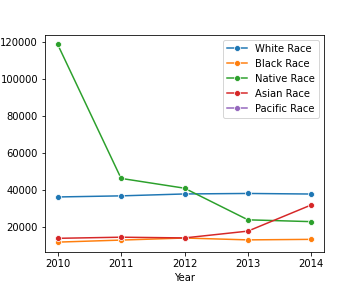 120000
100000
80000
60000
40000
20000
White Race
Black Race
Native Race
Asian Race
Pacific Race
2010 2011 2012 2013 2014
Year